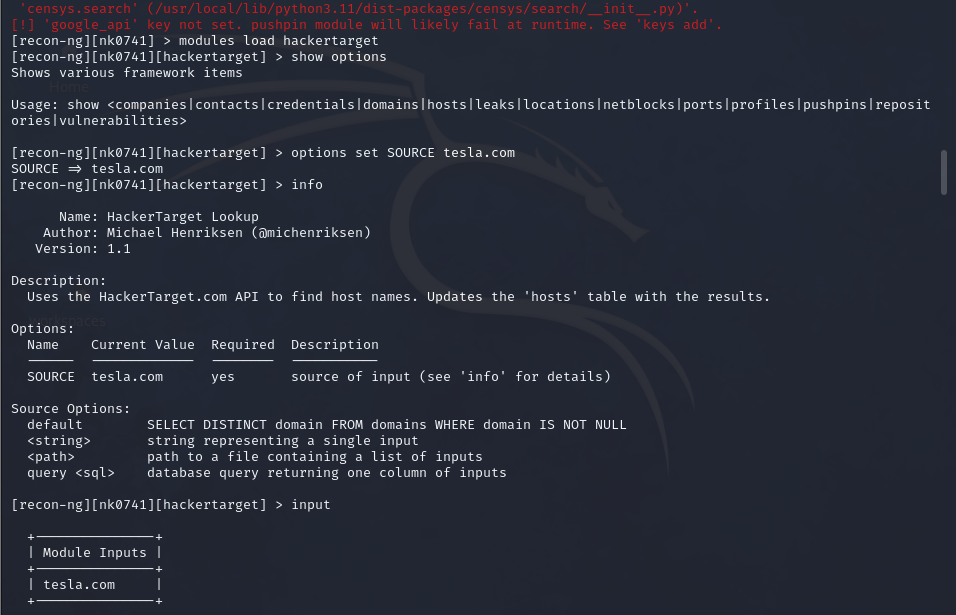 'censys.search' (/usr/local/lib/python3.11/dist-packages/censys/search/__init__.py)'.
[!] 'google_api' key not set. pushpin module will likely fail at runtime. See 'keys add'.
[recon-ng][nk0741] > modules load hackertarget
[recon-ng][nk0741][hackertarget] > show options
Shows various framework items
Home
Usage: show <companies|contacts|credentials|domains|hosts|leaks|locations|netblocks|ports|profiles|pushpins|reposit
ories|vulnerabilities>
[recon-ng][nk0741][hackertarget] > options set SOURCE tesla.com
SOURCE ⇒ tesla.com
[recon-ng][nk0741][hackertarget] > info
Name: HackerTarget Lookup
Author: Michael Henriksen (@michenriksen)
Version: 1.1
Description:
Uses the HackerTarget.com API to find host names. Updates the 'hosts' table with the results.
Options:
Name Current Value Required Description
SOURCE tesla.com yes source of input (see 'info' for details)
Source Options:
default SELECT DISTINCT domain FROM domains WHERE domain IS NOT NULL
<string> string representing a single input
<path> path to a file containing a list of inputs
query <sql> database query returning one column of inputs
[recon-ng][nk0741][hackertarget] > input
+---------------+
| Module Inputs |
+---------------+
| tesla.com |
+---------------+